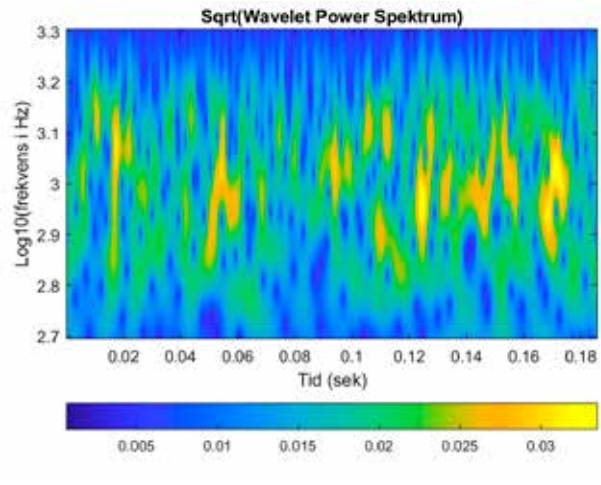 Sqrt(Wavelet Power Spektrum)
3.3
3.2
3.1
3
2.9
2.8
2.7
Log10(frekvens i Hz)
0.02 0.04 0.06 0.08 0.1 0.12 0.14 0.16 0.18
Tid (sek)
0.005 0.01 0.015 0.02 0.025 0.03